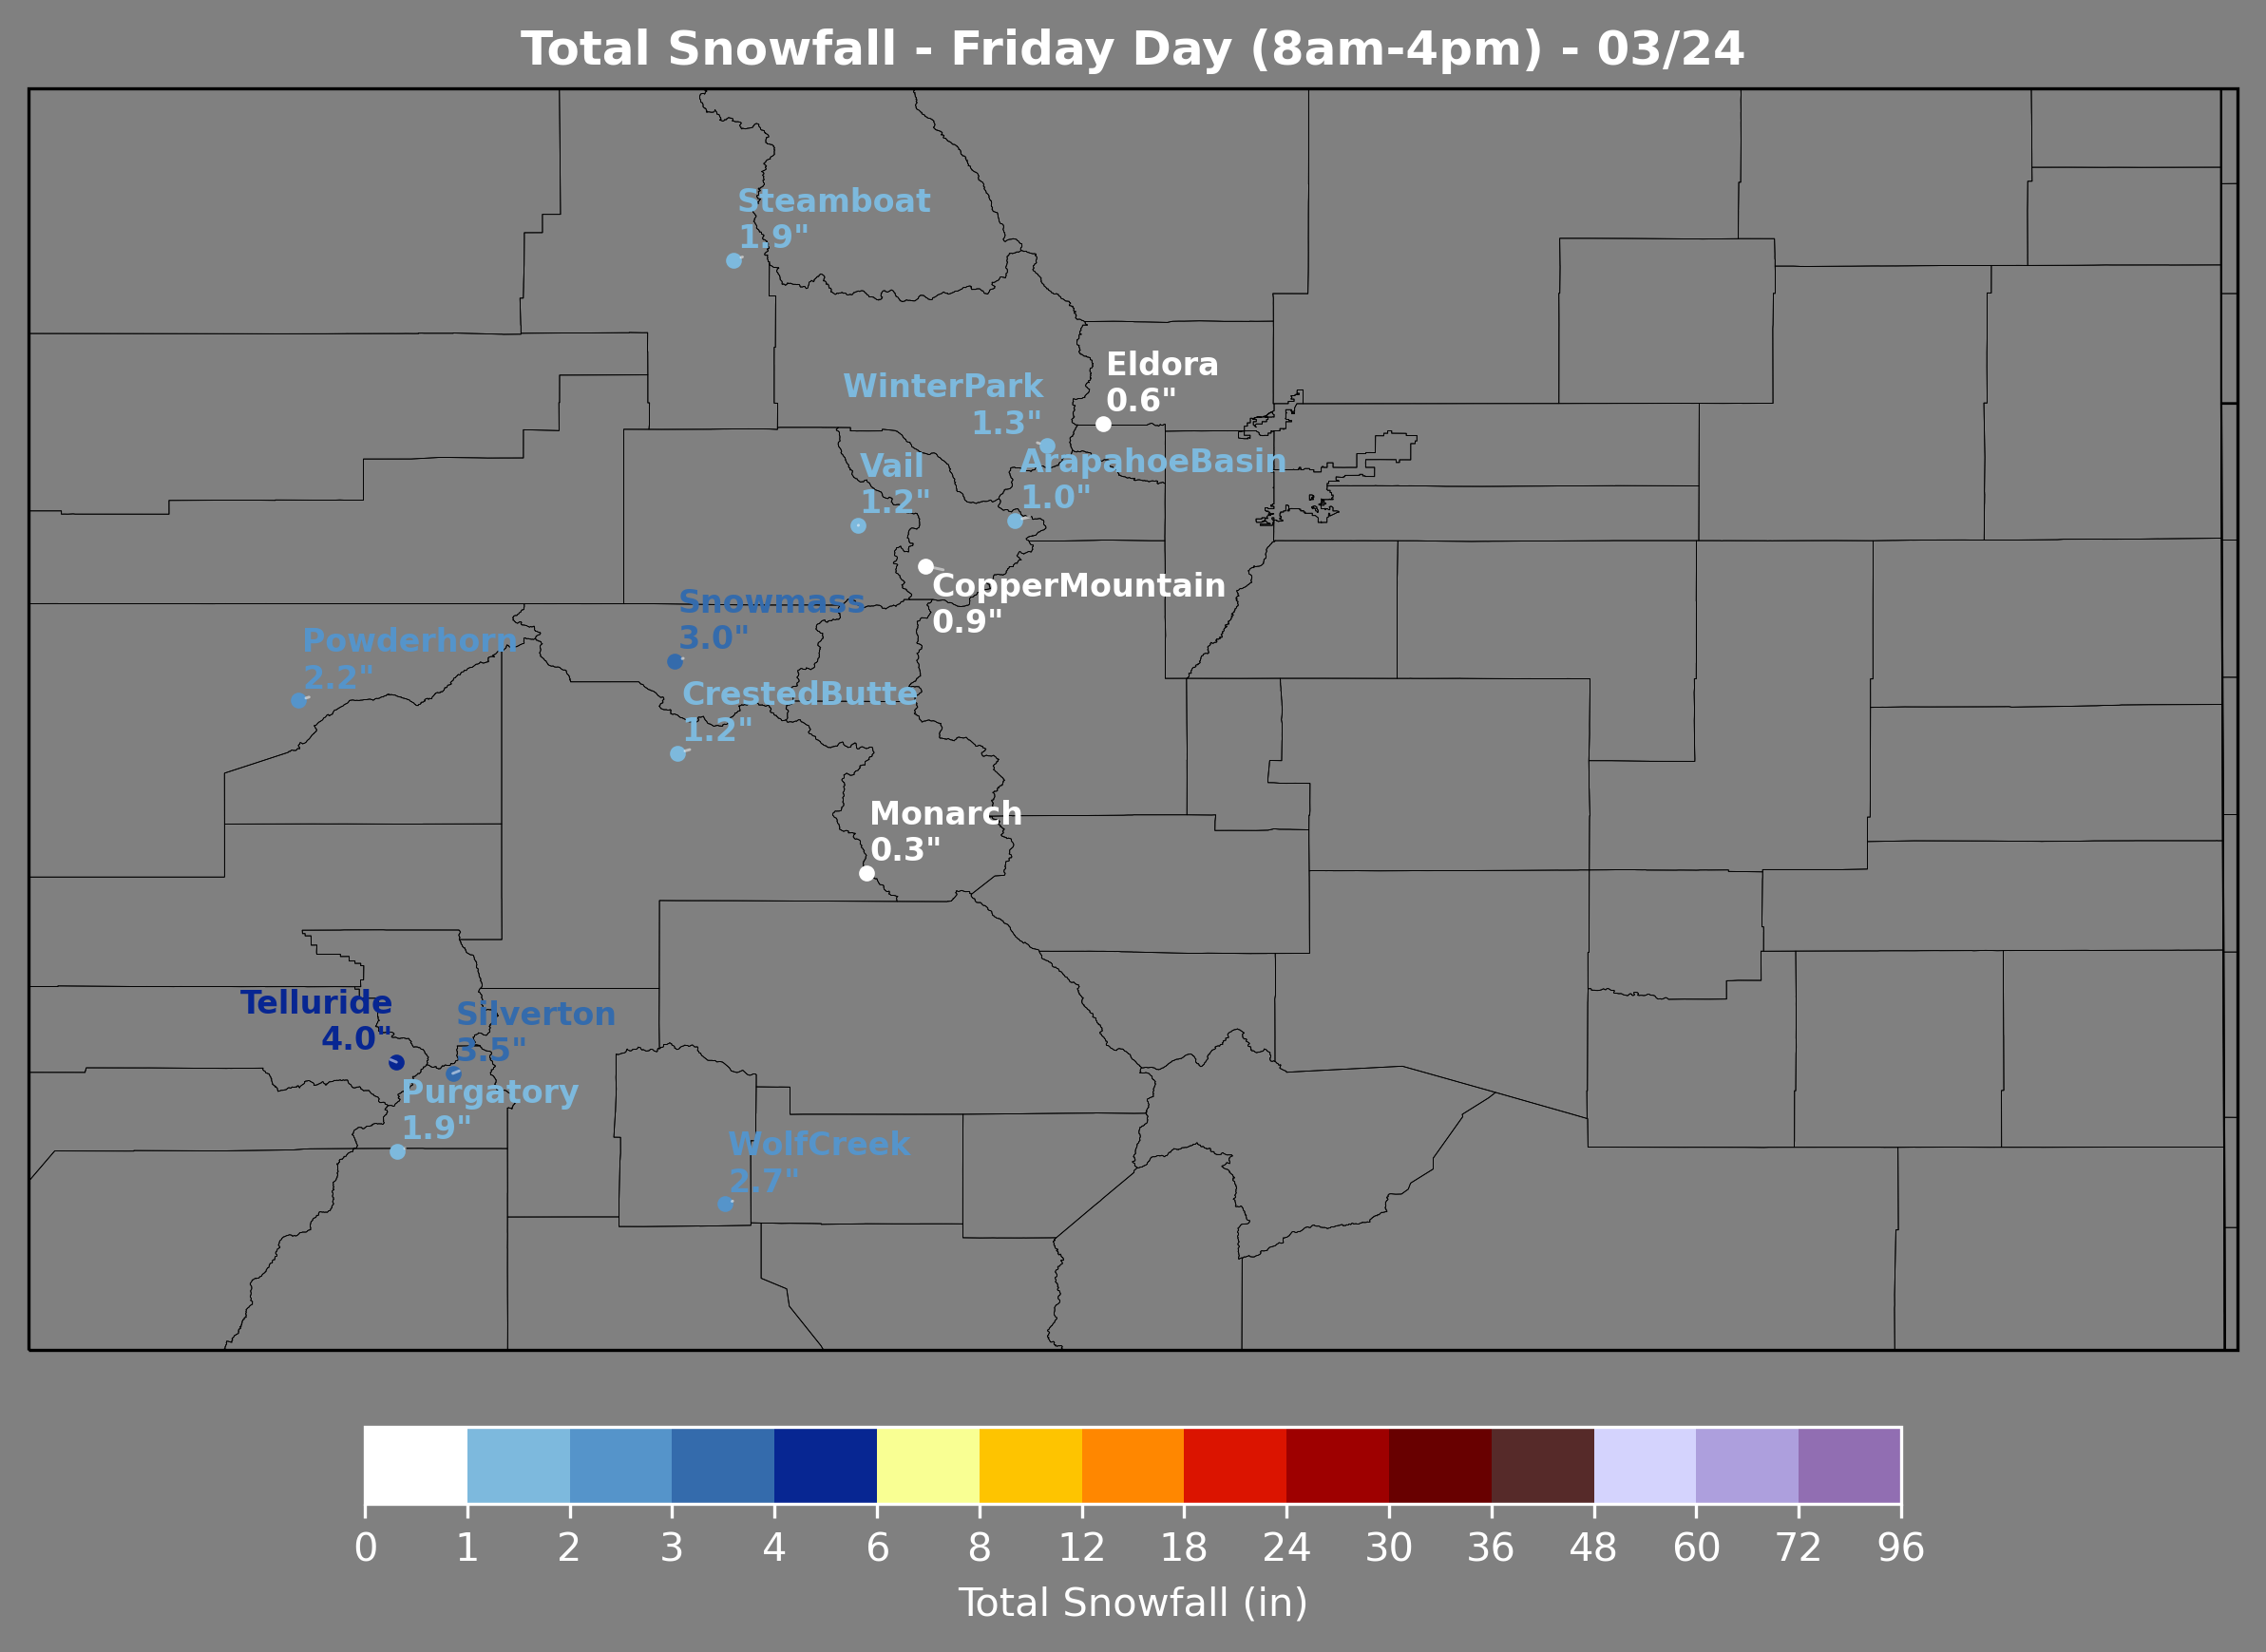 Total Snowfall - Friday Day (8am-4pm) - 03/24
Steamboat
1.9"
Eldora
0.6"
WinterPark
1.3"
ArapahoeBasin
1.0"
Vail
1.2"
CopperMountain
0.9"
Snowmass
3.0"
Powderhorn
2.2"
CrestedButte
1.2"
Monarch
0.3"
Telluride
4.0"
Silverton
3.5"
Purgatory
1.9"
WolfCreek
2.7"
0 1 2 3 4 6 8 12 18 24 30 36 48 60 72 96
Total Snowfall (in)